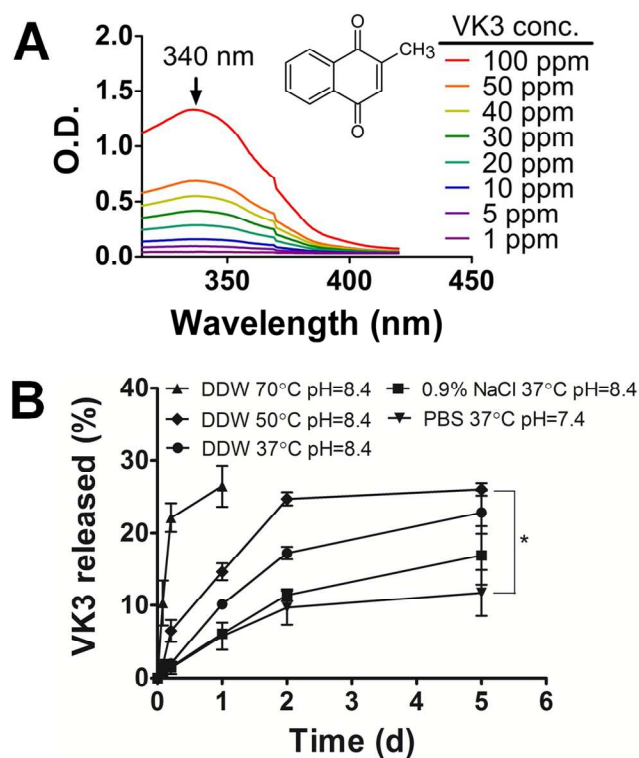 A
2.0
1.5
1.0
0.5
0.0
O.D.
340 nm
O
CH3
O
VK3 conc.
100 ppm
50 ppm
40 ppm
30 ppm
20 ppm
10 ppm
5 ppm
1 ppm
350 400 450
Wavelength (nm)
B
40
30
20
10
0
VK3 released (%)
DDW 70°C pH=8.4
DDW 50°C pH=8.4
DDW 37°C pH=8.4
0.9% NaCl 37°C pH=8.4
PBS 37°C pH=7.4
*
0 1 2 3 4 5 6
Time (d)